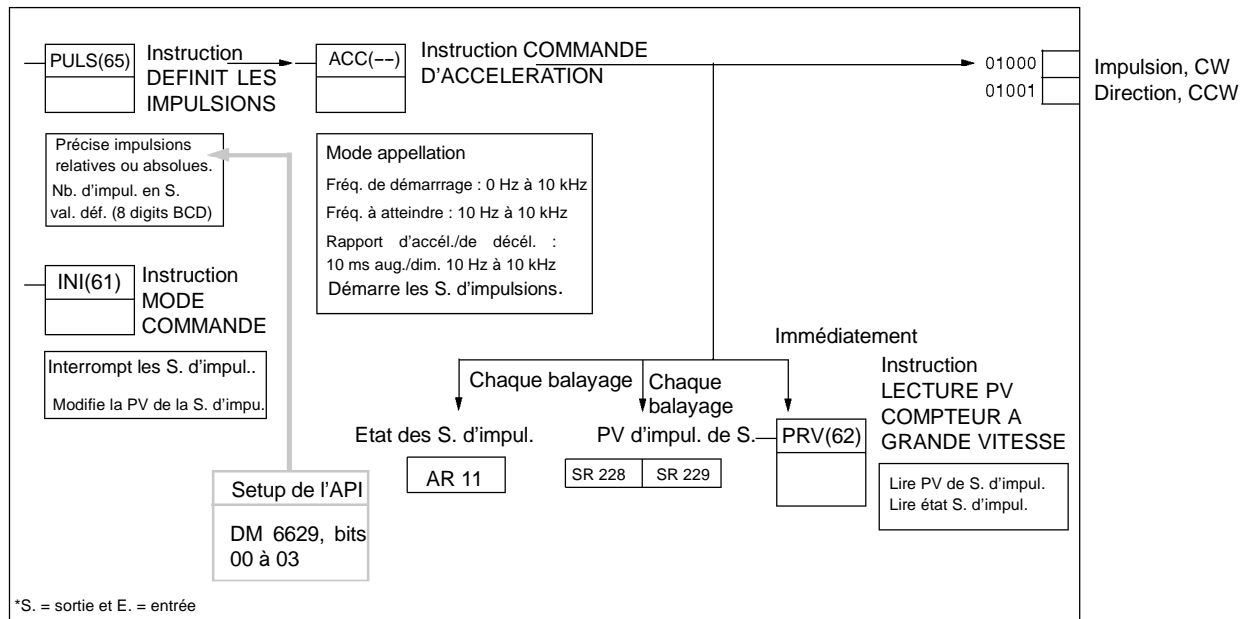 PULS(65)
Instruction
DEFINIT LES
IMPULSIONS
ACC(--)
Instruction COMMANDE
D'ACCELERATION
01000
01001
Impulsion, CW
Direction, CCW
Précise impulsions
relatives ou absolues.
Nb. d'impul. en S.
val. déf. (8 digits BCD)
Mode appellation
Fréq. de démarrrage : 0 Hz à 10 kHz
Fréq. à atteindre : 10 Hz à 10 kHz
Rapport d'accél./de décél. :
10 ms aug./dim. 10 Hz à 10 kHz
Démarre les S. d'impulsions.
INI(61)
Instruction
MODE
COMMANDE
Interrompt les S. d'impul..
Modifie la PV de la S. d'impu.
Immédiatement
Chaque balayage
Chaque
balayage
Instruction
LECTURE PV
COMPTEUR A
GRANDE VITESSE
Etat des S. d'impul.
PV d'impul. de S.
PRV(62)
AR 11
SR 228
SR 229
Lire PV de S. d'impul.
Lire état S. d'impul.
Setup de l'API
DM 6629, bits
00 à 03
*S. = sortie et E. = entrée